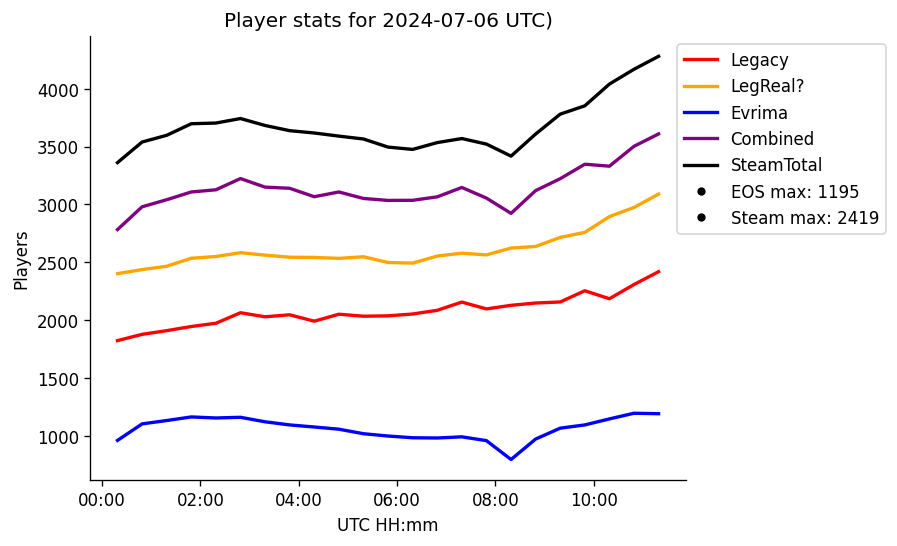 Player stats for 2024-07-06 UTC)
Players
4000
3500
3000
2500
2000
1500
1000
00:00 02:00 04:00 06:00 08:00 10:00
UTC HH:mm
Legacy
LegReal?
Evrima
Combined
SteamTotal
EOS max: 1195
Steam max: 2419